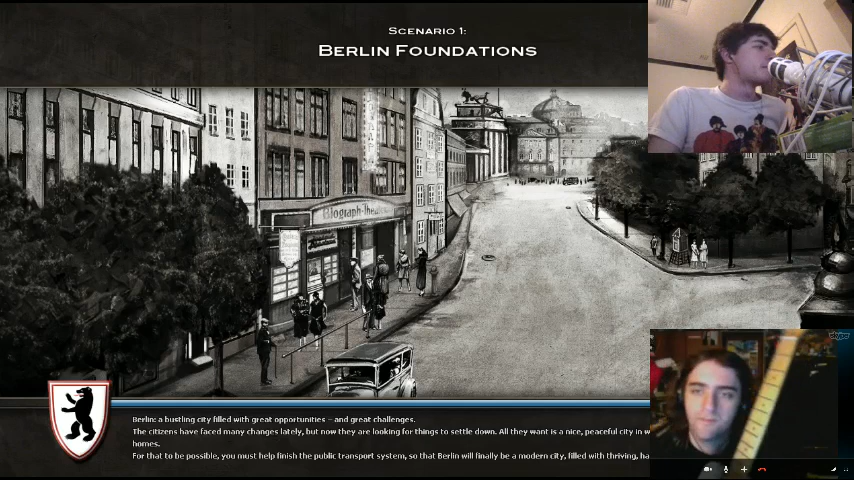 Scenario 1:
Berlin Foundations
Biograph-Theater
Berlin: a bustling city filled with great opportunities – and great challenges.
The citizens have faced many changes lately, but now they are looking for things to settle down. All they want is a nice, peaceful city in
homes.
For that to be possible, you must help finish the public transport system, so that Berlin will finally be a modern city, filled with thriving,
skype